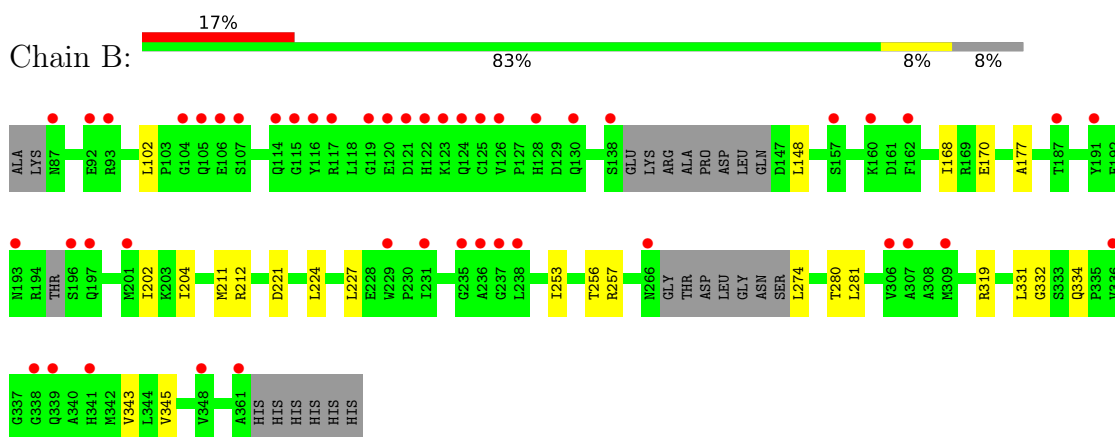 17%
Chain B:
83% 8% 8%
ALA LYS N87 E92 R93 L102 P103 G104 Q105 E106 S107 Q114 G115 Y116 R117 L118 G119 E120 D121 H122 K123 Q124 C125 V126 P127 H128 D129 Q130 S138 GLU LYS ARG ALA PRO ASP LEU GLN D147 L148 S157 K160 D161 F162 I168 R169 E170 A177 T187 Y191 E192
N193 R194 THR S196 Q197 M201 I202 K203 I204 M211 R212 D221 L224 L227 E228 W229 P230 I231 G235 A236 G237 L238 I253 T256 R257 N266 GLY THR ASP LEU GLY ASN SER L274 T280 L281 V306 A307 A308 M309 R319 L331 G332 S333 Q334 P335 V336
G337 G338 Q339 A340 H341 M342 V343 L344 V345 V348 A361 HIS HIS HIS HIS HIS HIS